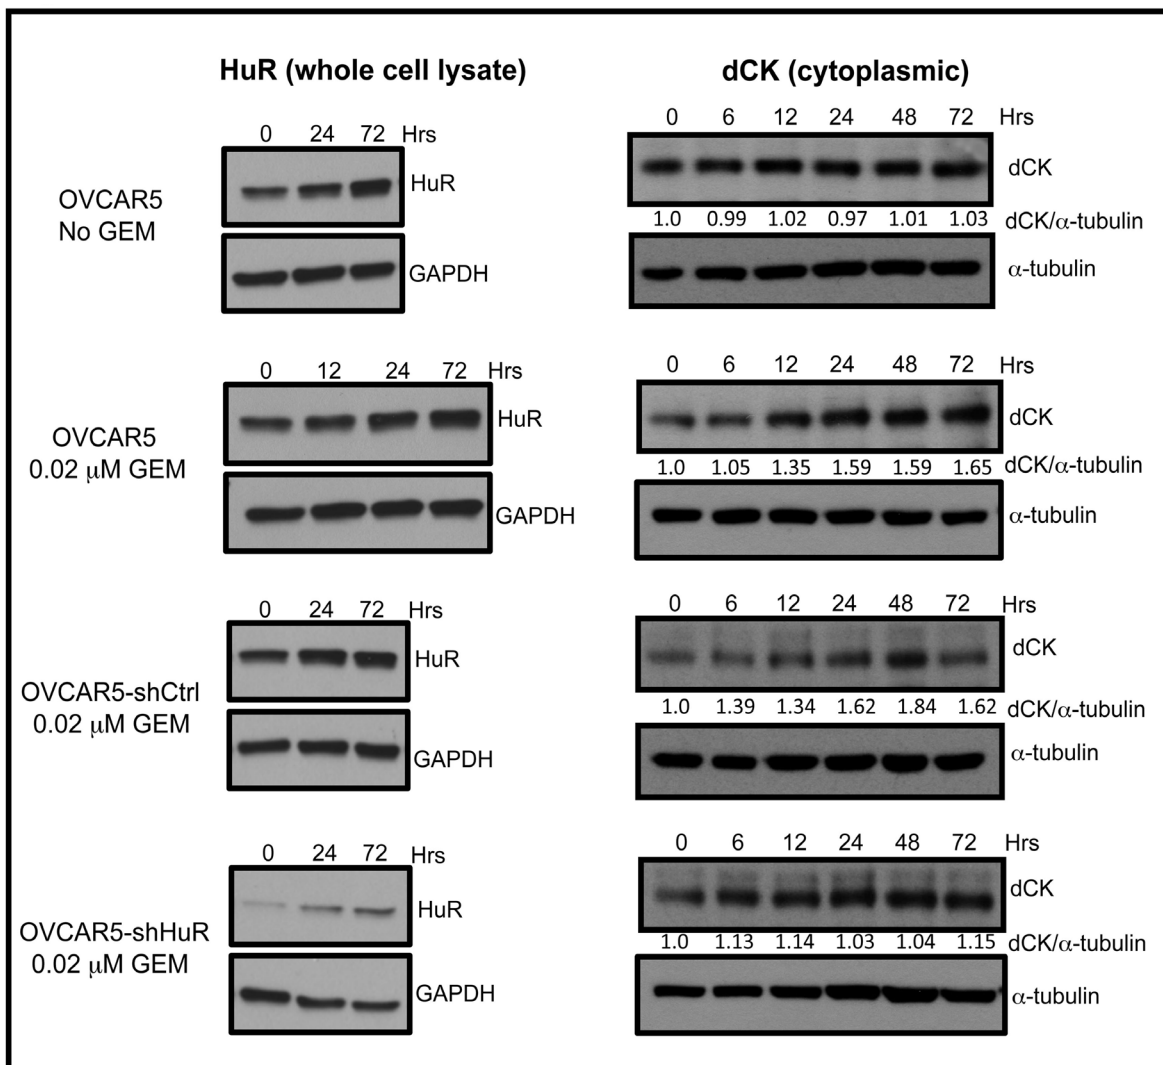 HuR (whole cell lysate)
dCK (cytoplasmic)
OVCAR5
No GEM
0 24 72 Hrs
HuR
GAPDH
0 6 12 24 48 72 Hrs
dCK
1.0 0.99 1.02 0.97 1.01 1.03 dCK/α-tubulin
α-tubulin
OVCAR5
0.02 μM GEM
0 12 24 72 Hrs
HuR
GAPDH
0 6 12 24 48 72 Hrs
dCK
1.0 1.05 1.35 1.59 1.59 1.65 dCK/α-tubulin
α-tubulin
OVCAR5-shCtrl
0.02 μM GEM
0 24 72 Hrs
HuR
GAPDH
0 6 12 24 48 72 Hrs
dCK
1.0 1.39 1.34 1.62 1.84 1.62 dCK/α-tubulin
α-tubulin
OVCAR5-shHuR
0.02 μM GEM
0 24 72 Hrs
HuR
GAPDH
0 6 12 24 48 72 Hrs
dCK
1.0 1.13 1.14 1.03 1.04 1.15 dCK/α-tubulin
α-tubulin